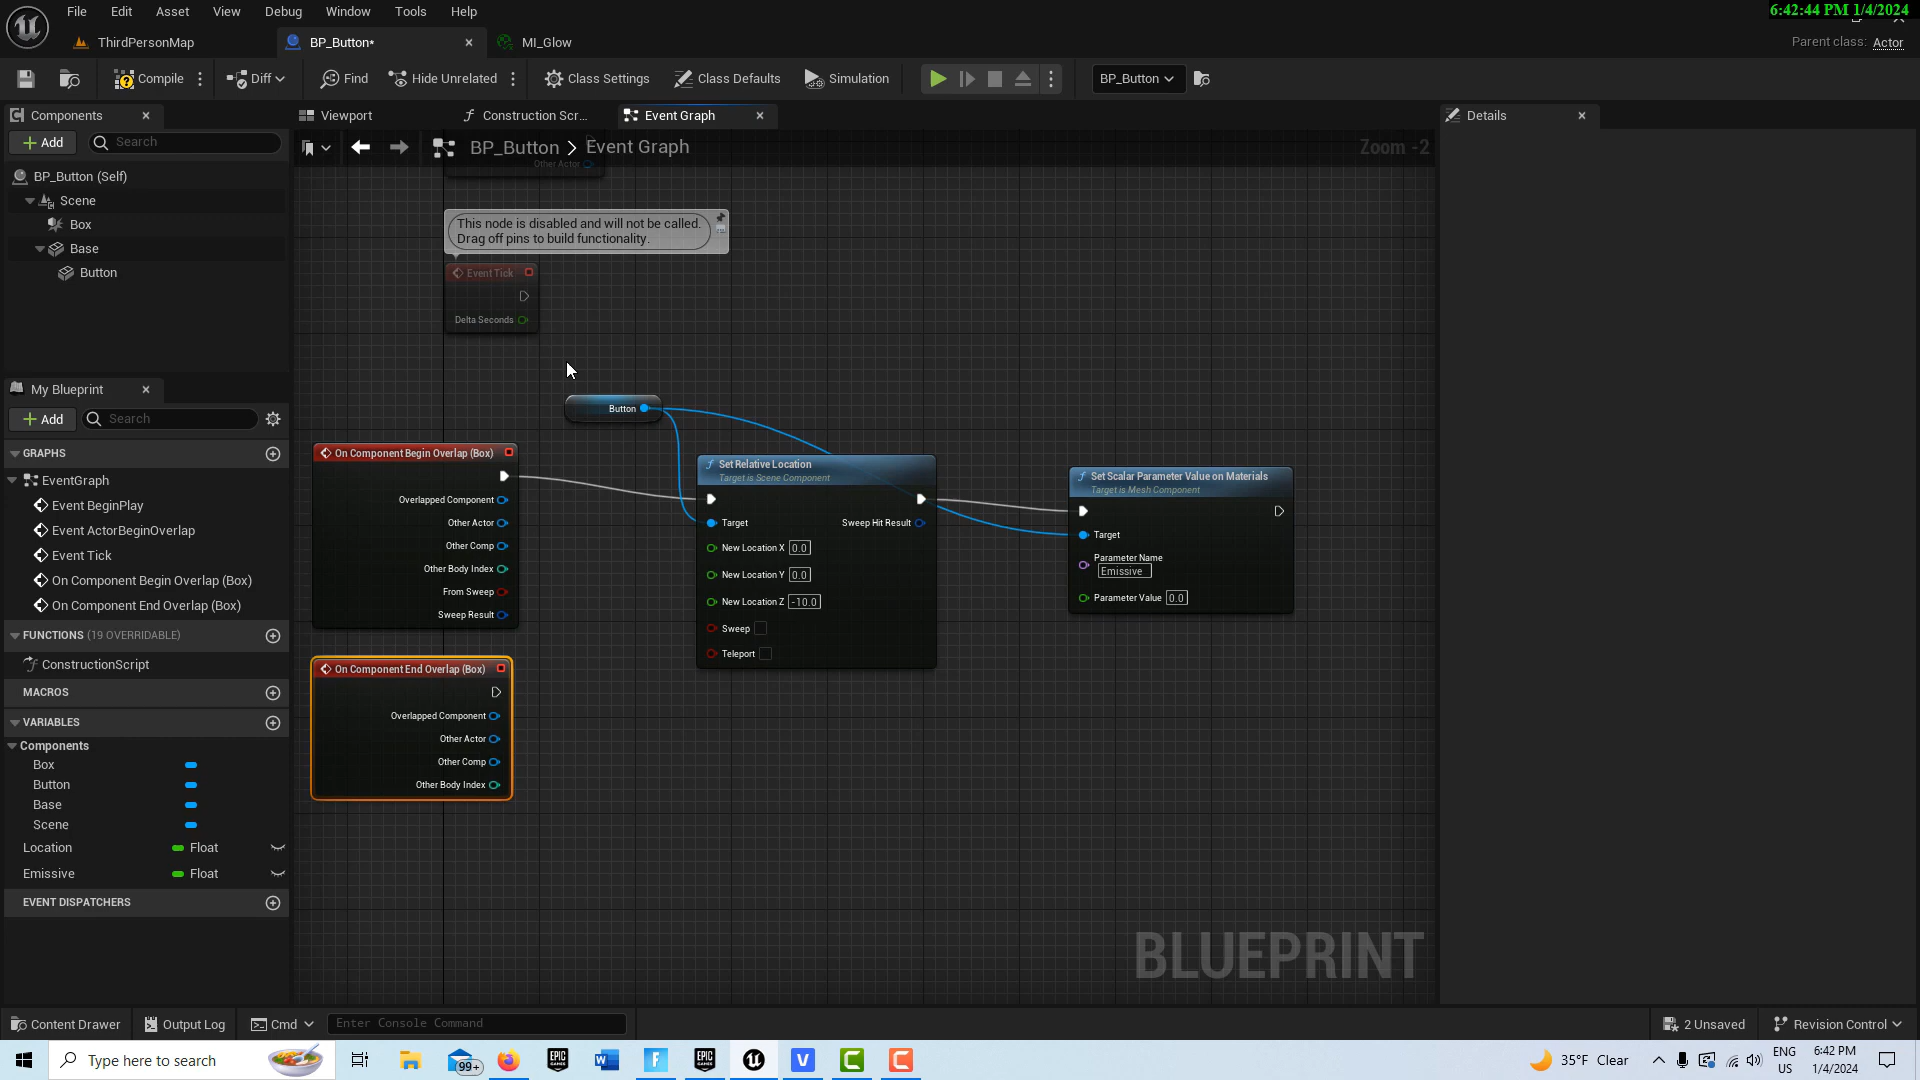 File Edit Asset View Debug Window Tools Help
6:42:44 PM 1/4/2024
ThirdPersonMap
BP_Button*
MI_Glow
Parent class: Actor
Compile
Diff
Find
Hide Unrelated
Class Settings
Class Defaults
Simulation
BP_Button
Components
Viewport
Construction Scr...
Event Graph
Details
Add
Search
BP_Button > Event Graph
Zoom -2
Other Actor
BP_Button (Self)
Scene
Box
Base
Button
This node is disabled and will not be called.
Drag off pins to build functionality.
Event Tick
Delta Seconds
My Blueprint
Add
Search
GRAPHS
EventGraph
Event BeginPlay
Event ActorBeginOverlap
Event Tick
On Component Begin Overlap (Box)
On Component End Overlap (Box)
FUNCTIONS (19 OVERRIDABLE)
ConstructionScript
MACROS
VARIABLES
Components
Box
Button
Base
Scene
Location Float
Emissive Float
EVENT DISPATCHERS
Button
On Component Begin Overlap (Box)
Overlapped Component
Other Actor
Other Comp
Other Body Index
From Sweep
Sweep Result
On Component End Overlap (Box)
Overlapped Component
Other Actor
Other Comp
Other Body Index
Set Relative Location
Target is Scene Component
Target
Sweep Hit Result
New Location X 0.0
New Location Y 0.0
New Location Z -10.0
Sweep
Teleport
Set Scalar Parameter Value on Materials
Target is Mesh Component
Target
Parameter Name
Emissive
Parameter Value 0.0
BLUEPRINT
Content Drawer
Output Log
Cmd
Enter Console Command
2 Unsaved
Revision Control
Type here to search
99+
35°F Clear
ENG
US
6:42 PM
1/4/2024